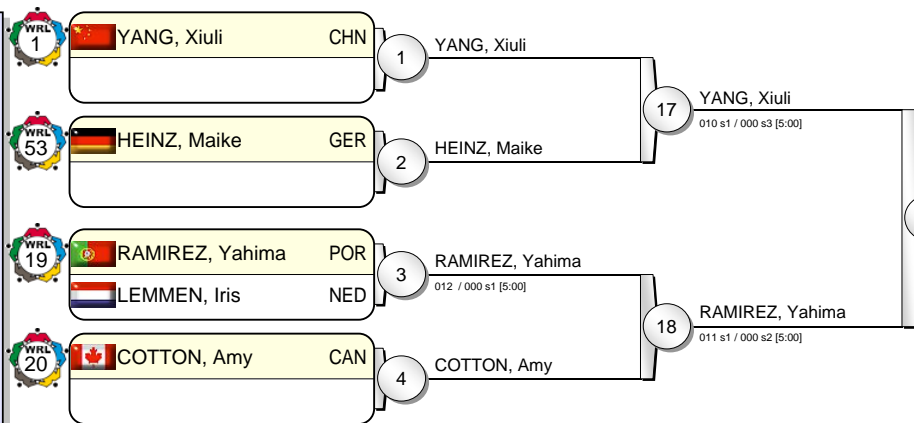 WRL
1
YANG, Xiuli CHN
1
YANG, Xiuli
WRL
53
HEINZ, Maike GER
2
HEINZ, Maike
17
YANG, Xiuli
010 s1 / 000 s3 [5:00]
WRL
19
RAMIREZ, Yahima POR
LEMMEN, Iris NED
3
RAMIREZ, Yahima
012 / 000 s1 [5:00]
WRL
20
COTTON, Amy CAN
4
COTTON, Amy
18
RAMIREZ, Yahima
011 s1 / 000 s2 [5:00]